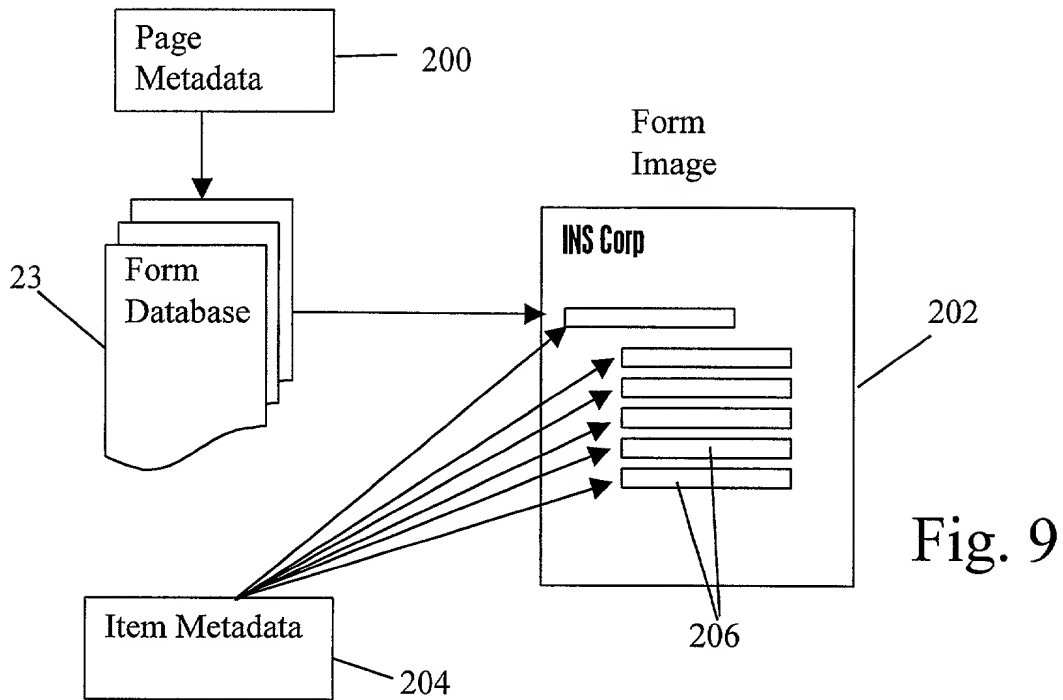 Page
Metadata
200
Form
Image
INS Corp
23
Form
Database
202
Fig. 9
206
Item Metadata
204